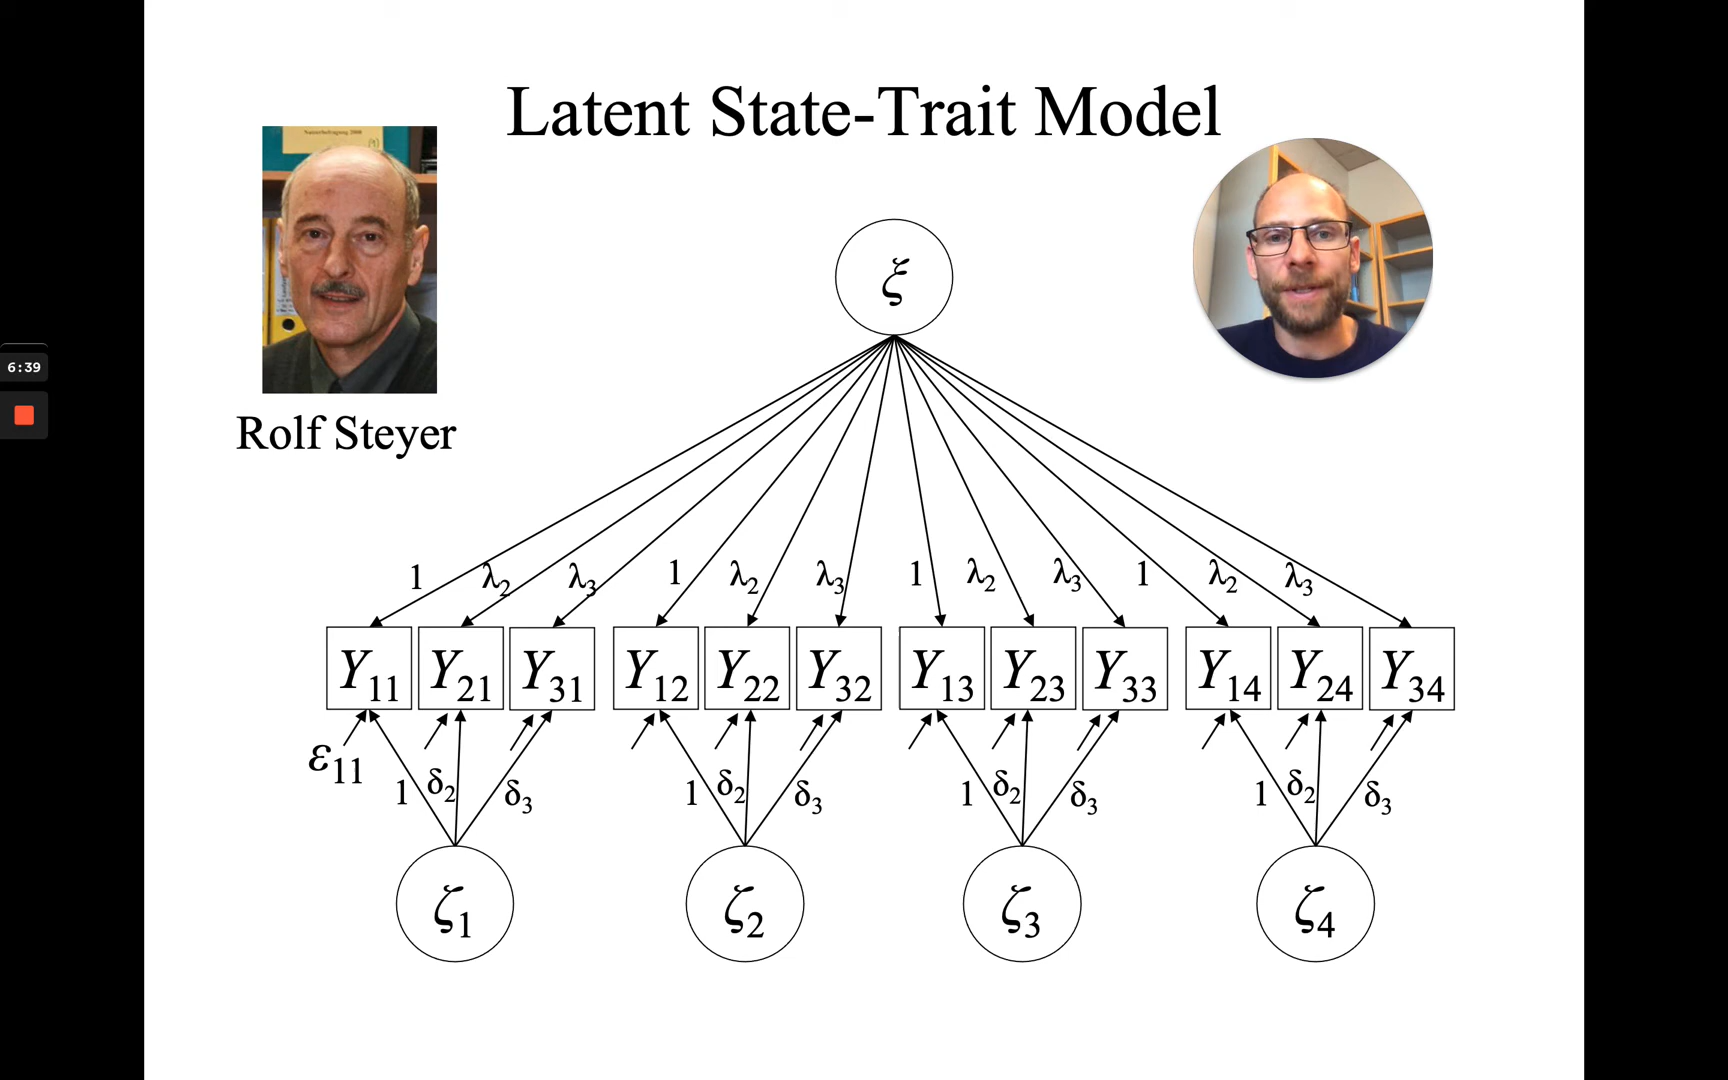 Latent State-Trait Model
Rolf Steyer
6:39
ξ
1 λ2 λ3 1 λ2 λ3 1 λ2 λ3 1 λ2 λ3
Y11 Y21 Y31 Y12 Y22 Y32 Y13 Y23 Y33 Y14 Y24 Y34
ε11
1 δ2 δ3 1 δ2 δ3 1 δ2 δ3 1 δ2 δ3
ζ1 ζ2 ζ3 ζ4